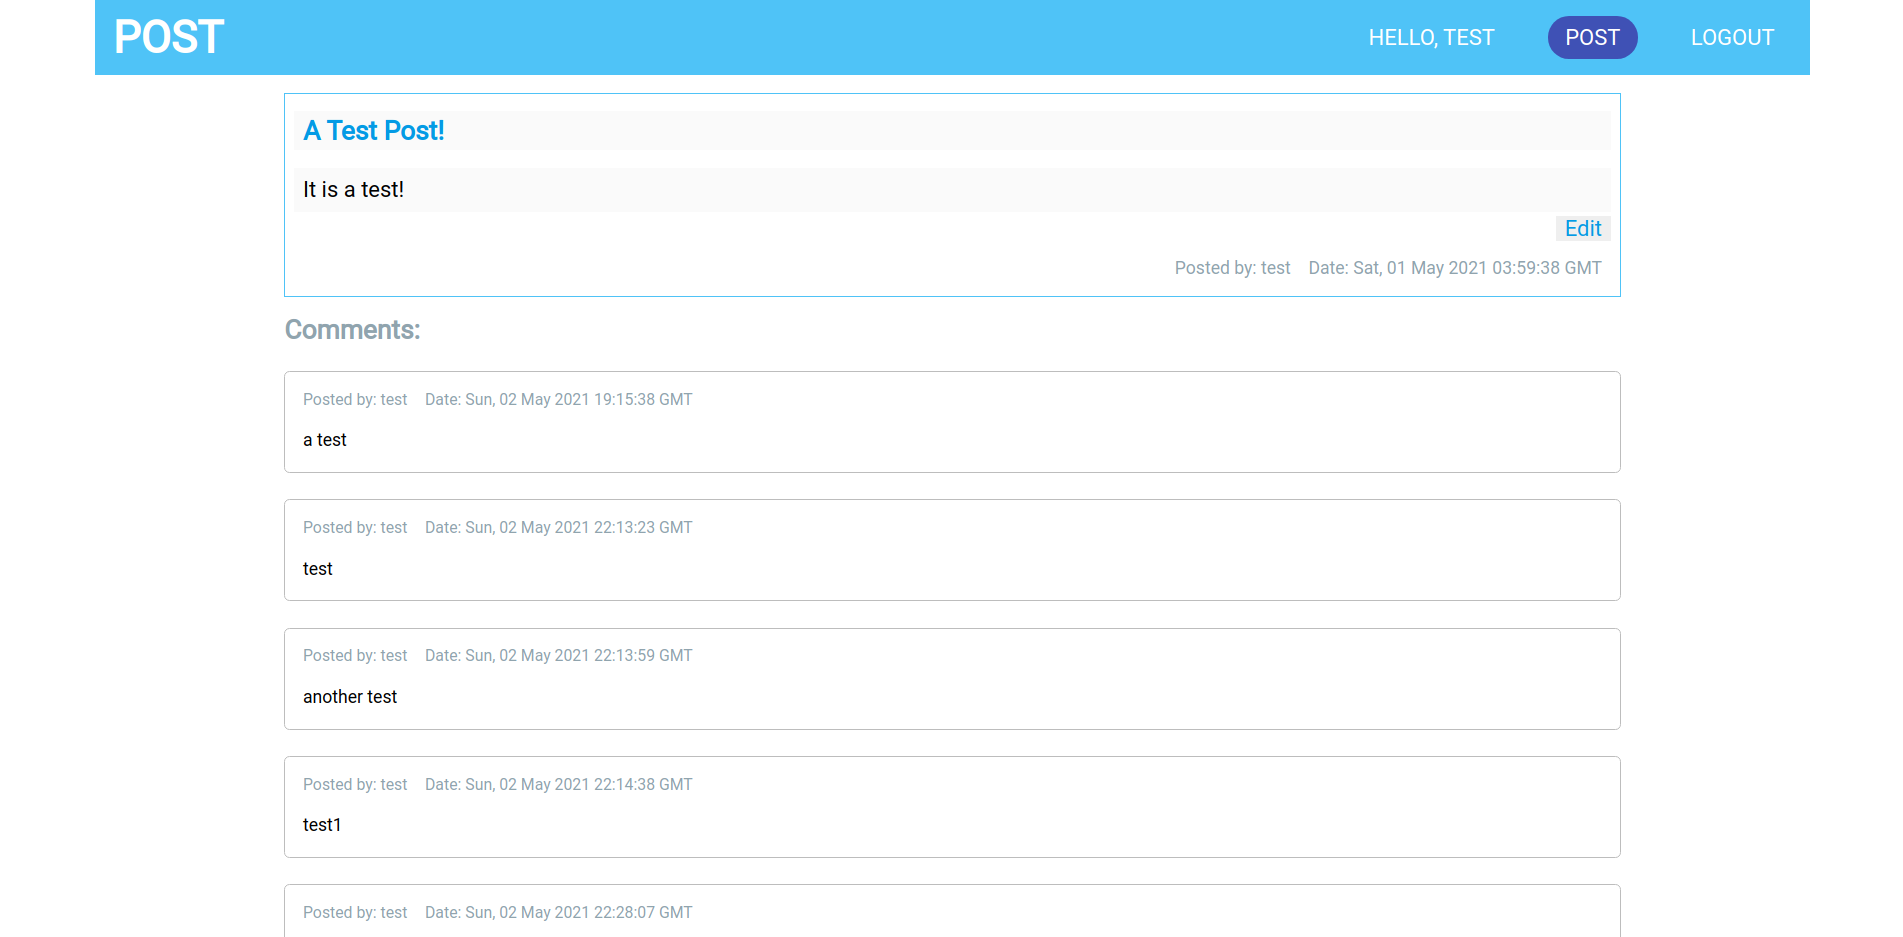 POST
HELLO, TEST POST LOGOUT
A Test Post!
It is a test!
Edit
Posted by: test Date: Sat, 01 May 2021 03:59:38 GMT
Comments:
Posted by: test Date: Sun, 02 May 2021 19:15:38 GMT
a test
Posted by: test Date: Sun, 02 May 2021 22:13:23 GMT
test
Posted by: test Date: Sun, 02 May 2021 22:13:59 GMT
another test
Posted by: test Date: Sun, 02 May 2021 22:14:38 GMT
test1
Posted by: test Date: Sun, 02 May 2021 22:28:07 GMT